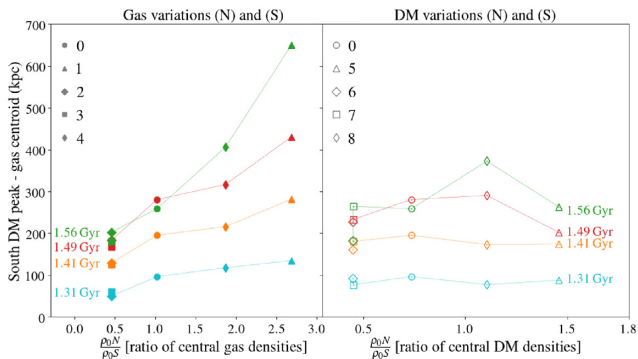 Gas variations (N) and (S)
DM variations (N) and (S)
South DM peak - gas centroid (kpc)
700
600
500
400
300
200
100
0
0
1
2
3
4
1.56 Gyr
1.49 Gyr
1.41 Gyr
1.31 Gyr
0.0
0.5
1.0
1.5
2.0
2.5
3.0
ρ₀N/ρ₀S [ratio of central gas densities]
0
5
6
7
8
1.56 Gyr
1.49 Gyr
1.41 Gyr
1.31 Gyr
0.5
1.0
1.5
1.8
ρ₀N/ρ₀S [ratio of central DM densities]